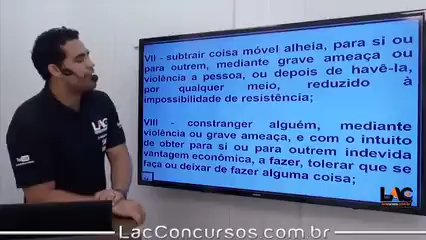 VII - subtrair coisa móvel alheia, para si ou
para outrem, mediante grave ameaça ou
violência a pessoa, ou depois de havê-la,
por qualquer meio, reduzido à
impossibilidade de resistência;
VIII - constranger alguém, mediante
violência ou grave ameaça, e com o intuito
de obter para si ou para outrem indevida
vantagem econômica, a fazer, tolerar que se
faça ou deixar de fazer alguma coisa;
LAC
LAC
LacConcursos.com.br